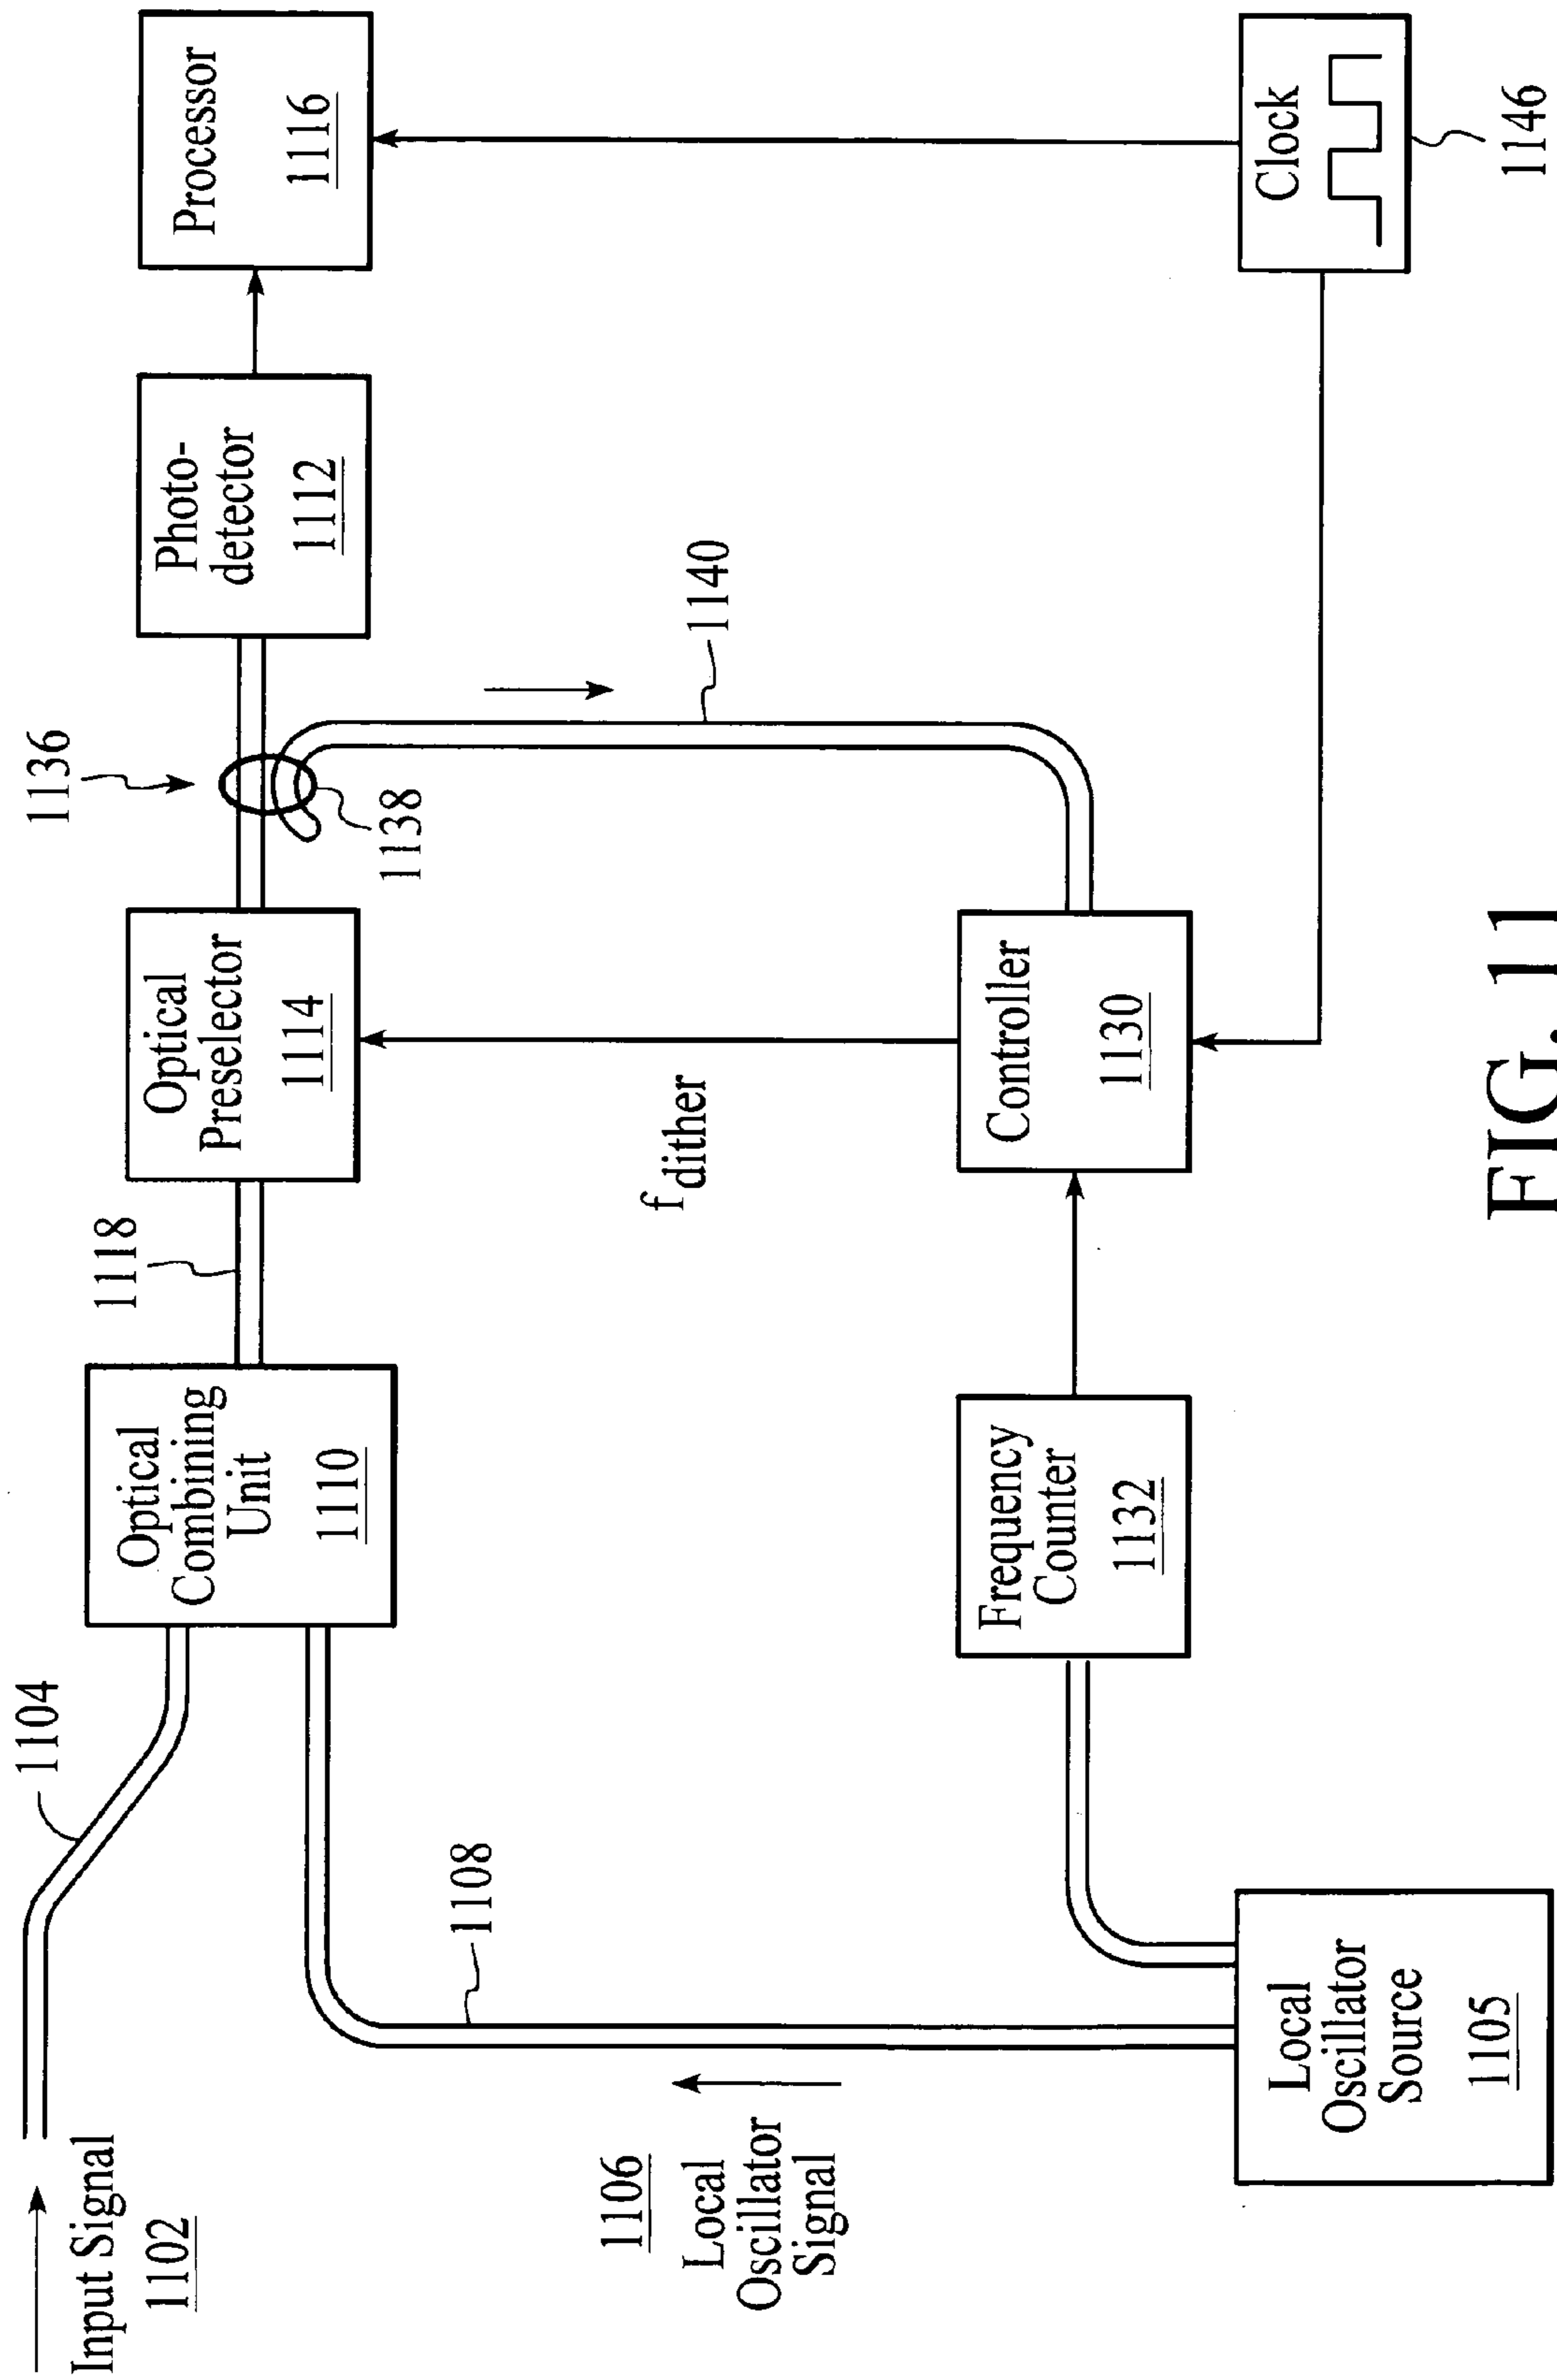 Input Signal
1102
1104
1106
Local
Oscillator
Signal
1108
Local
Oscillator
Source
1105
Optical
Combining
Unit
1110
1118
Optical
Preselector
1114
1136
1138
1140
Photo-
detector
1112
Processor
1116
f dither
Frequency
Counter
1132
Controller
1130
Clock
1146
FIG. 11